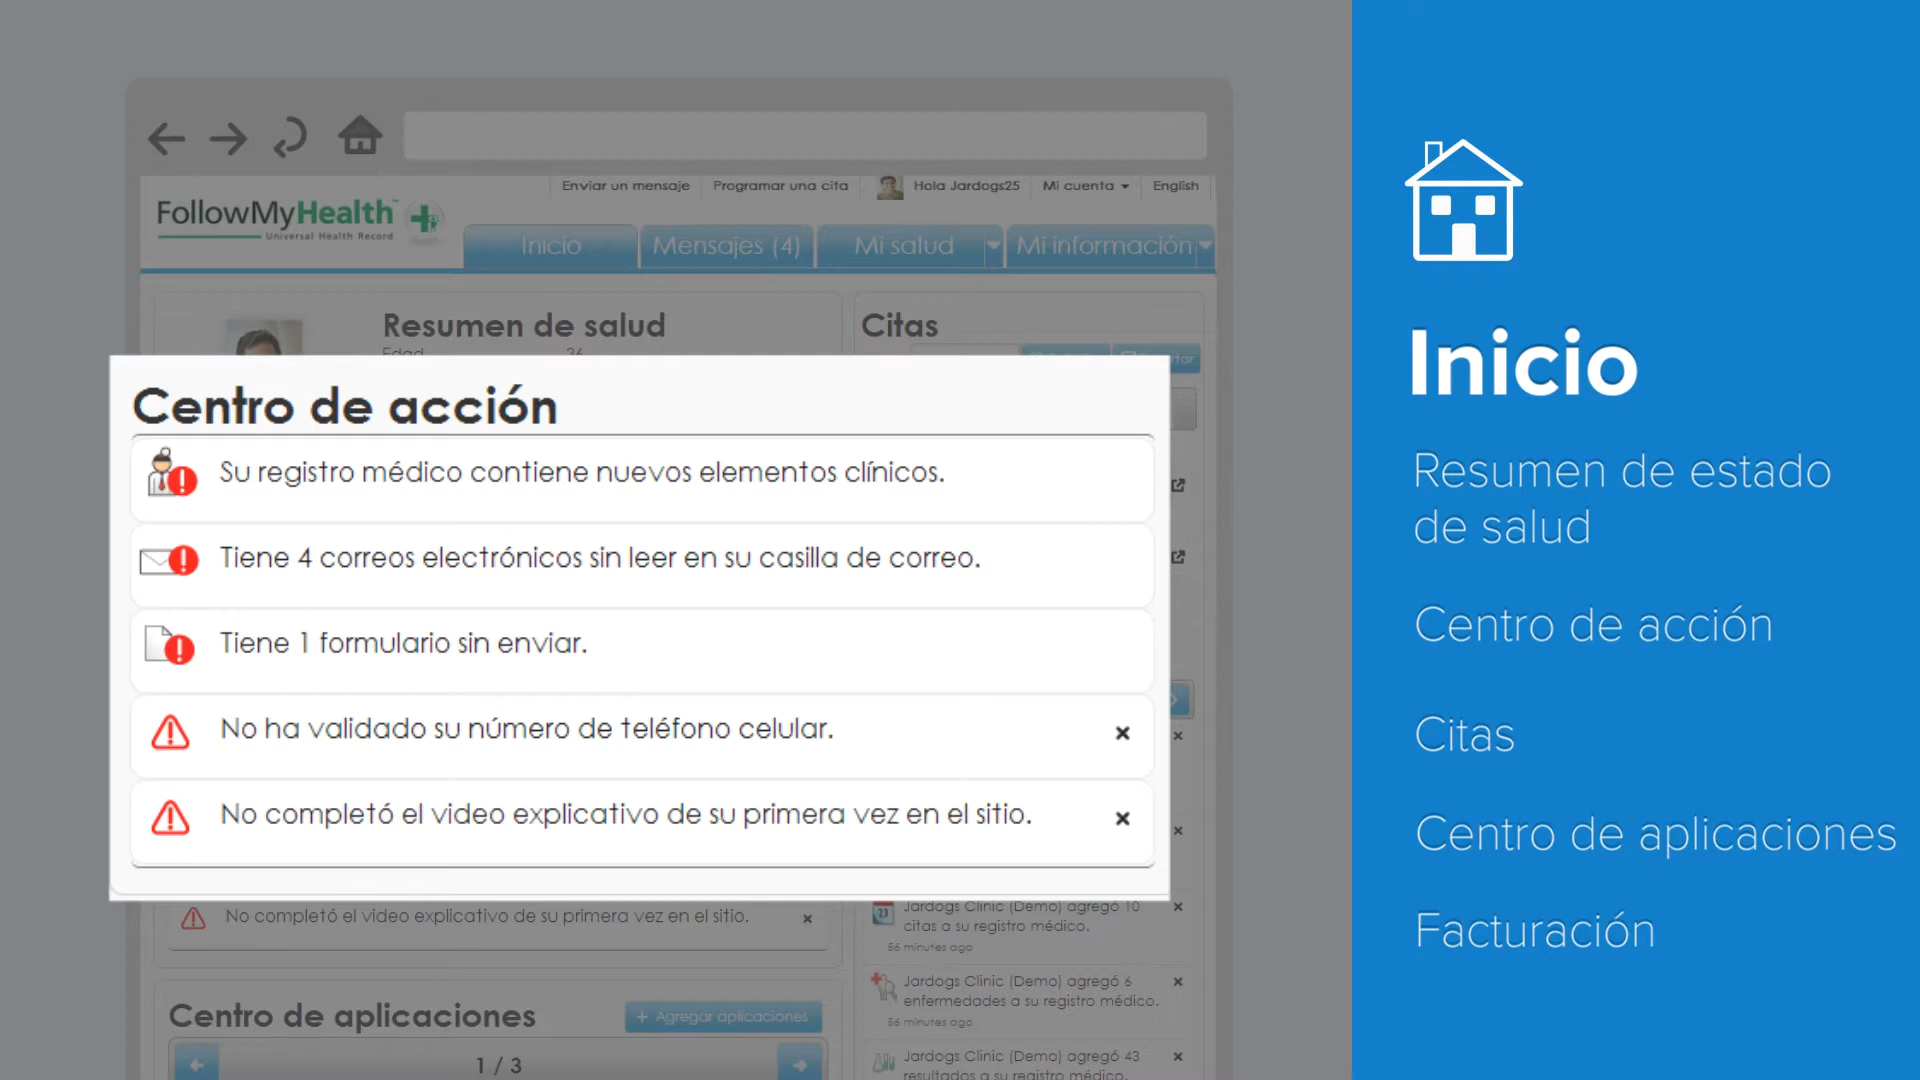 Enviar un mensaje Programar una cita Hola Jardogs25 Mi cuenta English
FollowMyHealth™
Universal Health Record
Inicio Mensajes (4) Mi salud Mi información
Resumen de salud
Citas
Centro de acción
Su registro médico contiene nuevos elementos clínicos.
Tiene 4 correos electrónicos sin leer en su casilla de correo.
Tiene 1 formulario sin enviar.
No ha validado su número de teléfono celular.
No completó el video explicativo de su primera vez en el sitio.
No completó el video explicativo de su primera vez en el sitio.
Centro de aplicaciones
+ Agregar aplicaciones
1 / 3
23
Jardogs Clinic (Demo) agregó 10
citas a su registro médico.
56 minutes ago
Jardogs Clinic (Demo) agregó 6
enfermedades a su registro médico.
56 minutes ago
Jardogs Clinic (Demo) agregó 43
resultados a su registro médico.
Inicio
Resumen de estado
de salud
Centro de acción
Citas
Centro de aplicaciones
Facturación